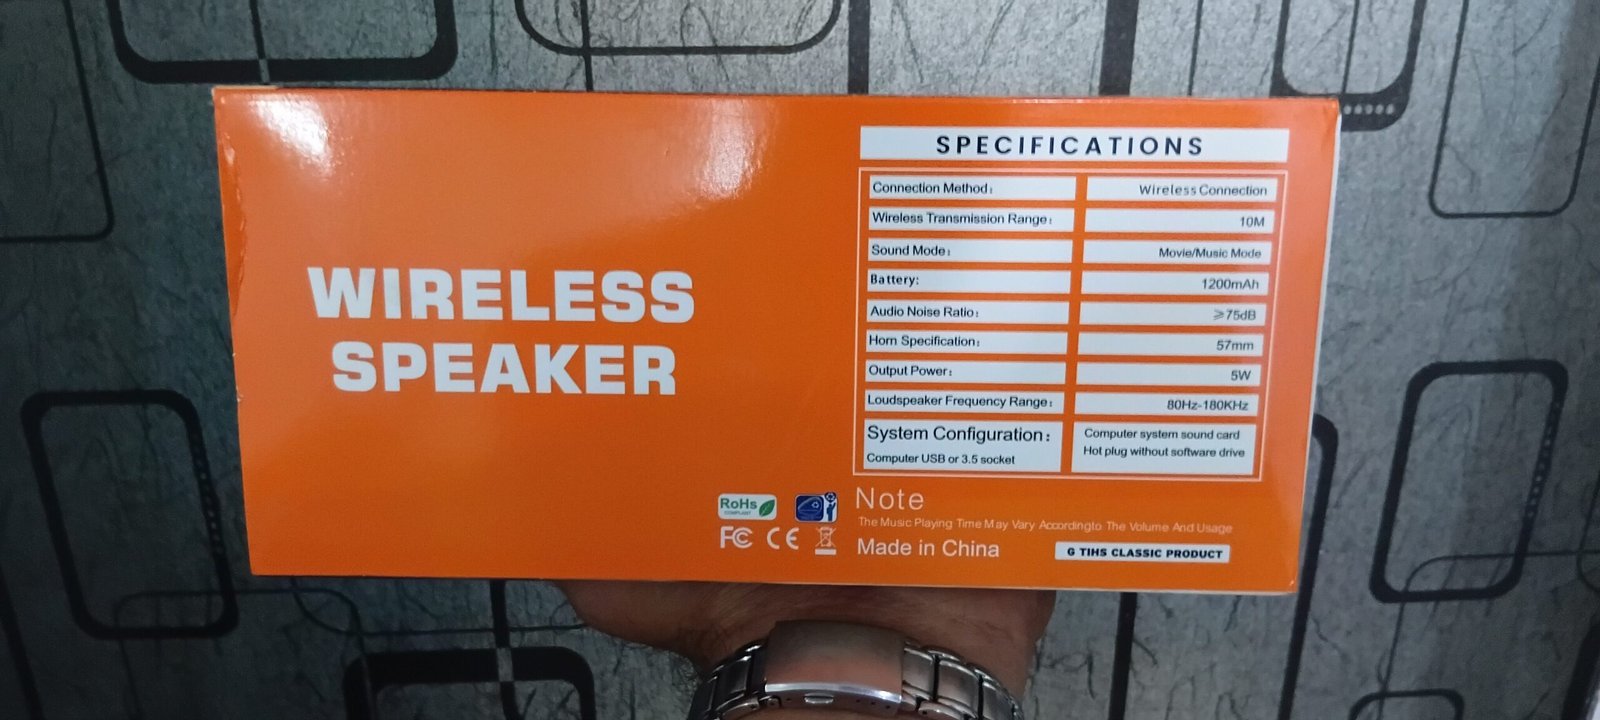 WIRELESS
SPEAKER
SPECIFICATIONS
Connection Method: Wireless Connection
Wireless Transmission Range: 10M
Sound Mode: Movie/Music Mode
Battery: 1200mAh
Audio Noise Ratio: ⩾75dB
Horn Specification: 57mm
Output Power: 5W
Loudspeaker Frequency Range: 80Hz-180KHz
System Configuration: Computer system sound card
Computer USB or 3.5 socket Hot plug without software drive
RoHs
COMPLIANT
FC CE
Note
The Music Playing Time May Vary Accordingto The Volume And Usage
Made in China
G TIHS CLASSIC PRODUCT